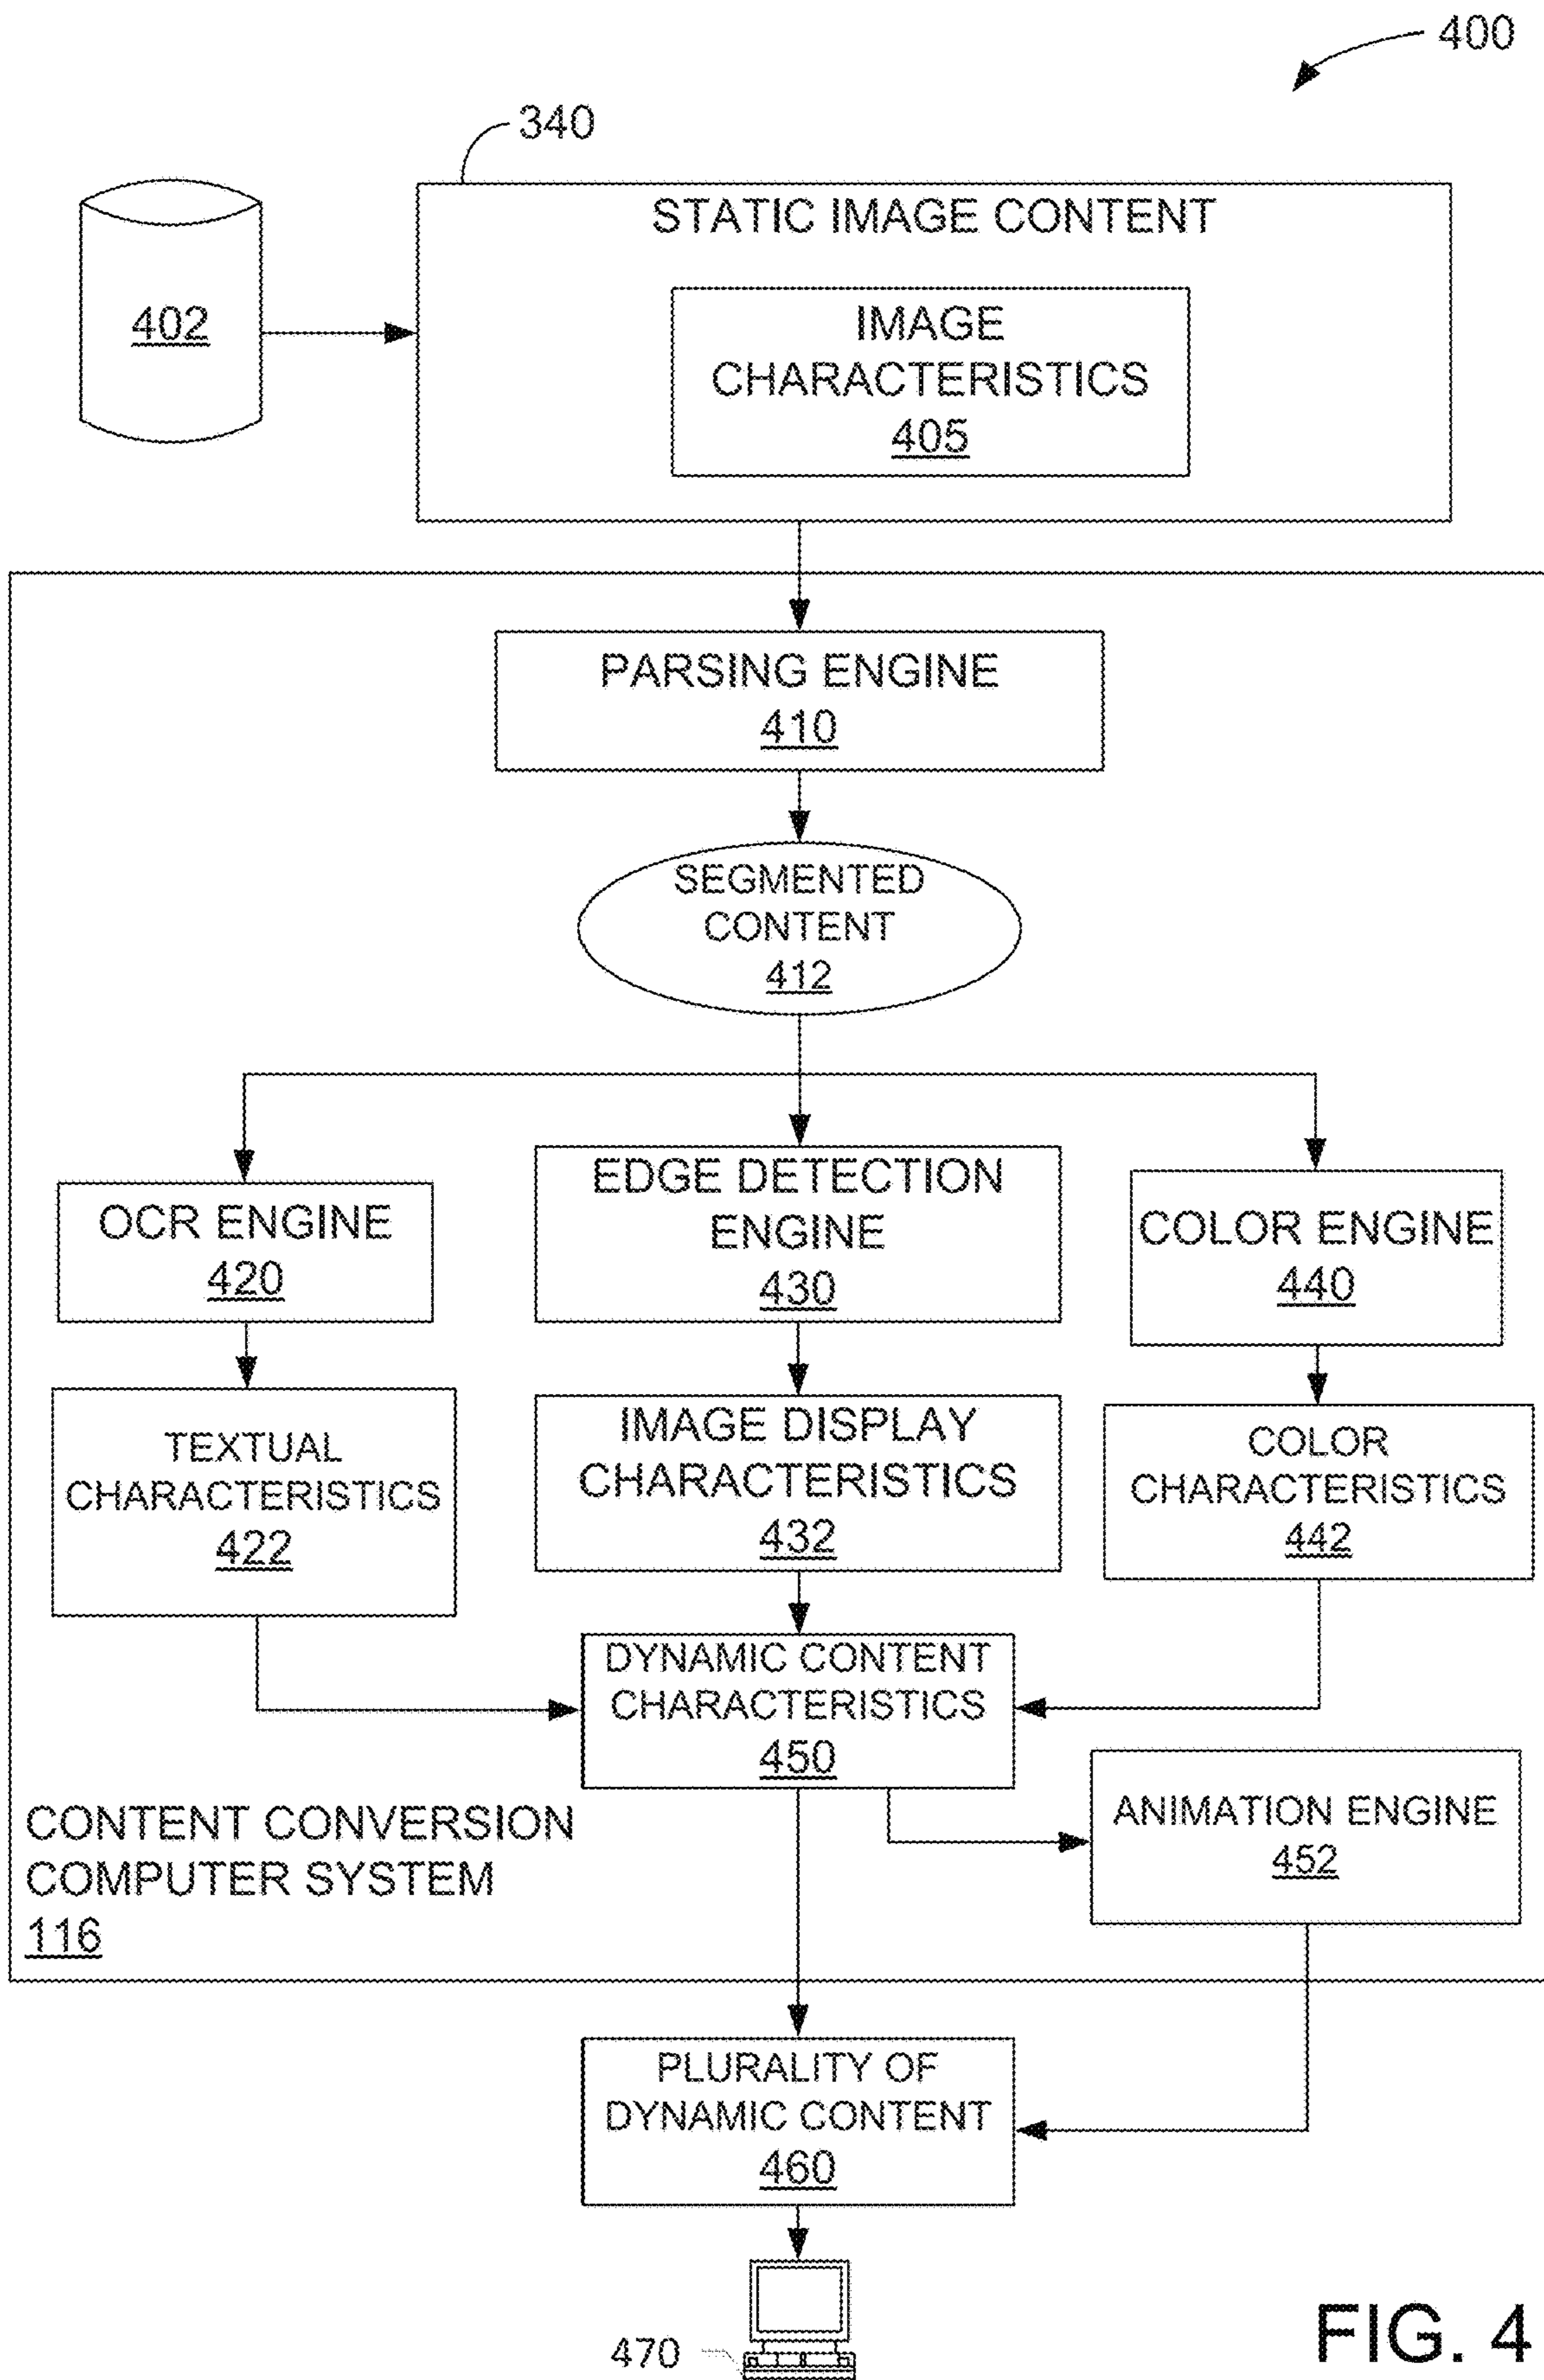 400
340
STATIC IMAGE CONTENT
402
IMAGE
CHARACTERISTICS
405
PARSING ENGINE
410
SEGMENTED
CONTENT
412
OCR ENGINE
420
EDGE DETECTION
ENGINE
430
COLOR ENGINE
440
TEXTUAL
CHARACTERISTICS
422
IMAGE DISPLAY
CHARACTERISTICS
432
COLOR
CHARACTERISTICS
442
DYNAMIC CONTENT
CHARACTERISTICS
450
ANIMATION ENGINE
452
CONTENT CONVERSION
COMPUTER SYSTEM
116
PLURALITY OF
DYNAMIC CONTENT
460
470
FIG. 4